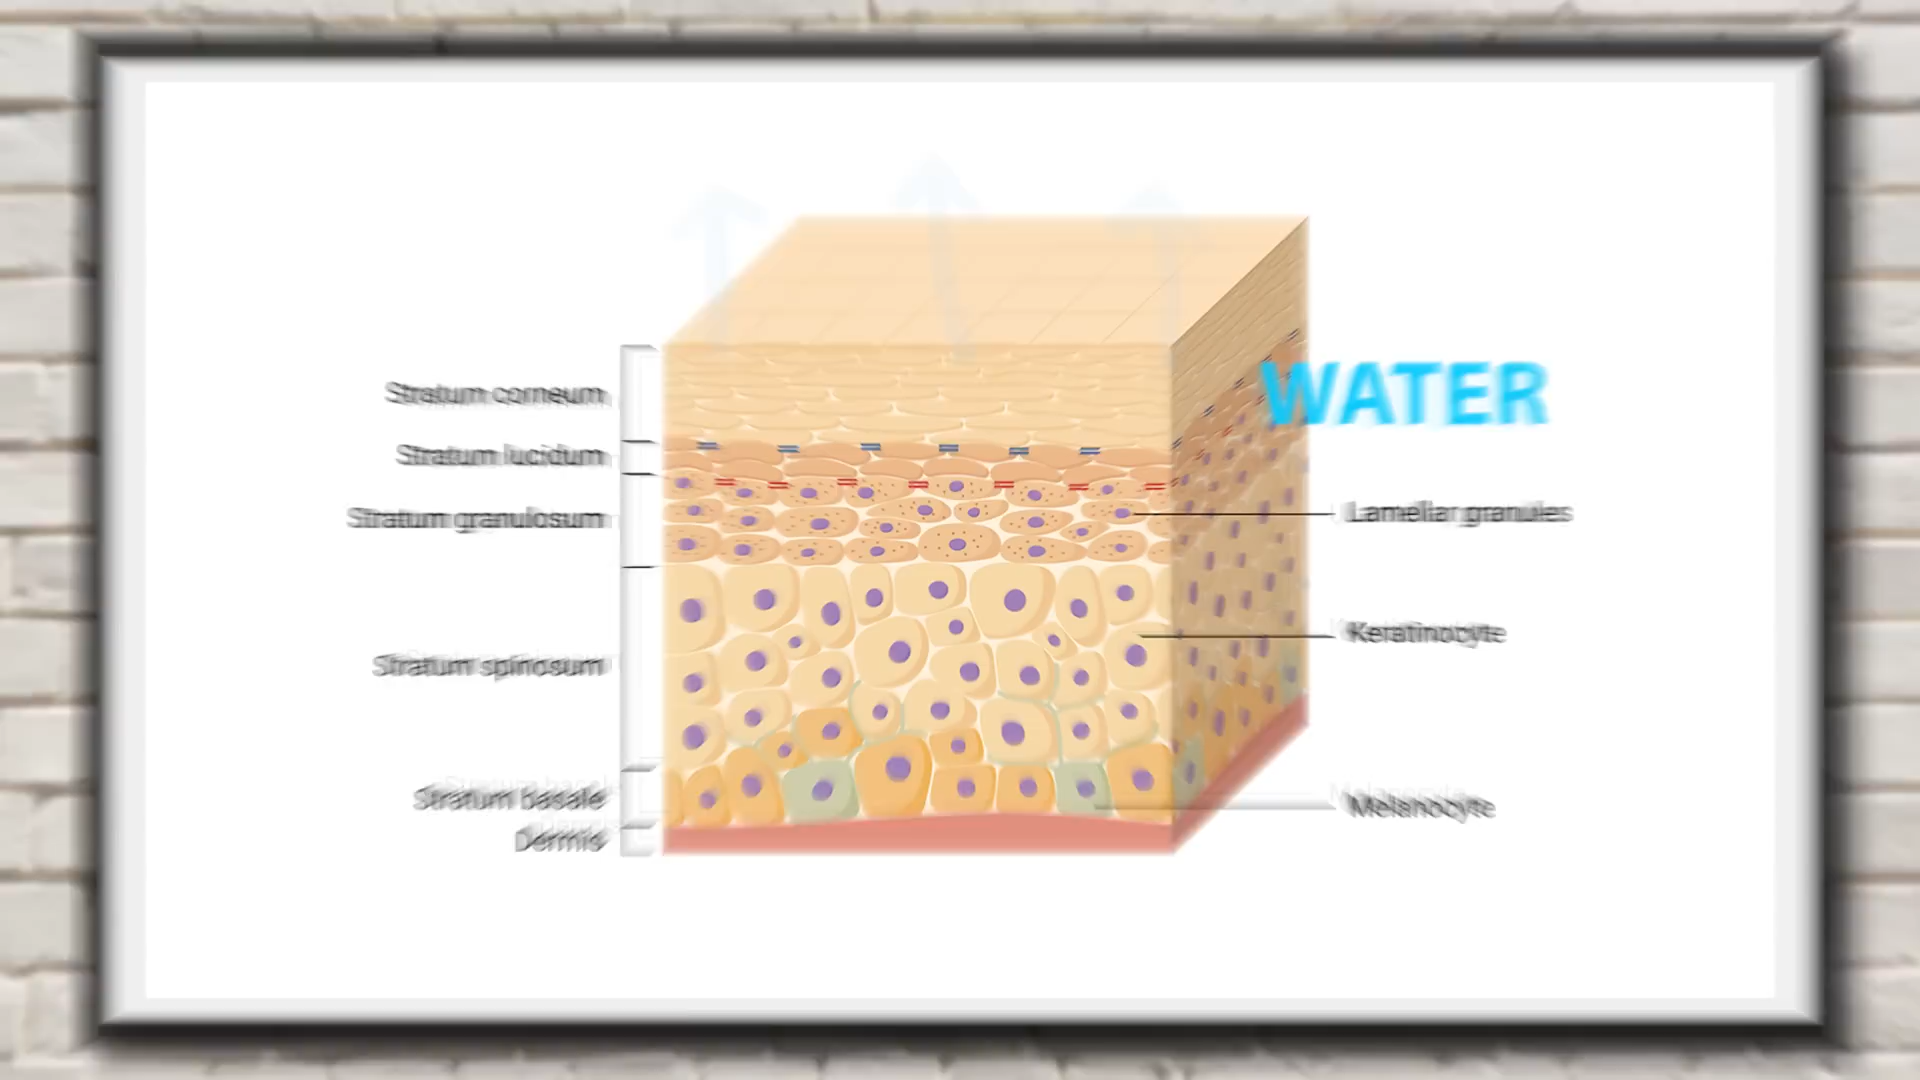 WATER
Stratum corneum
Stratum lucidum
Stratum granulosum
Stratum spinosum
Stratum basale
Dermis
Lamellar granules
Keratinocyte
Melanocyte